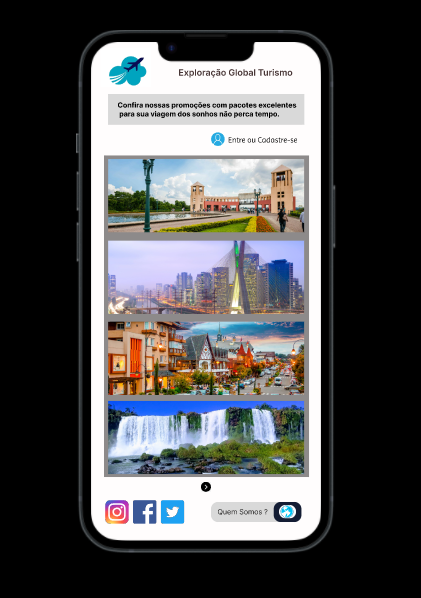 Exploração Global Turismo
Confira nossas promoções com pacotes excelentes
para sua viagem dos sonhos não perca tempo.
Entre ou Cadastre-se
Quem Somos ?